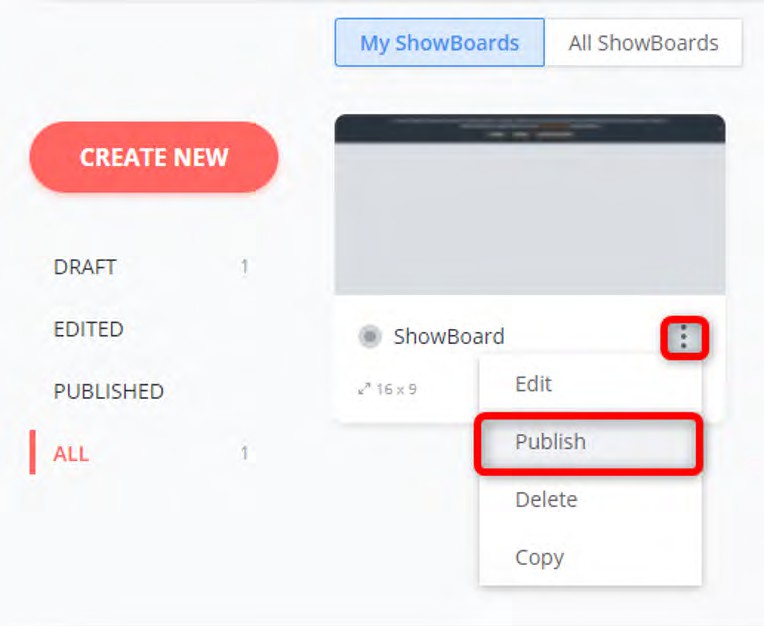 My ShowBoards
All ShowBoards
CREATE NEW
DRAFT 1
EDITED
PUBLISHED
ALL 1
ShowBoard
16 x 9
Edit
Publish
Delete
Copy